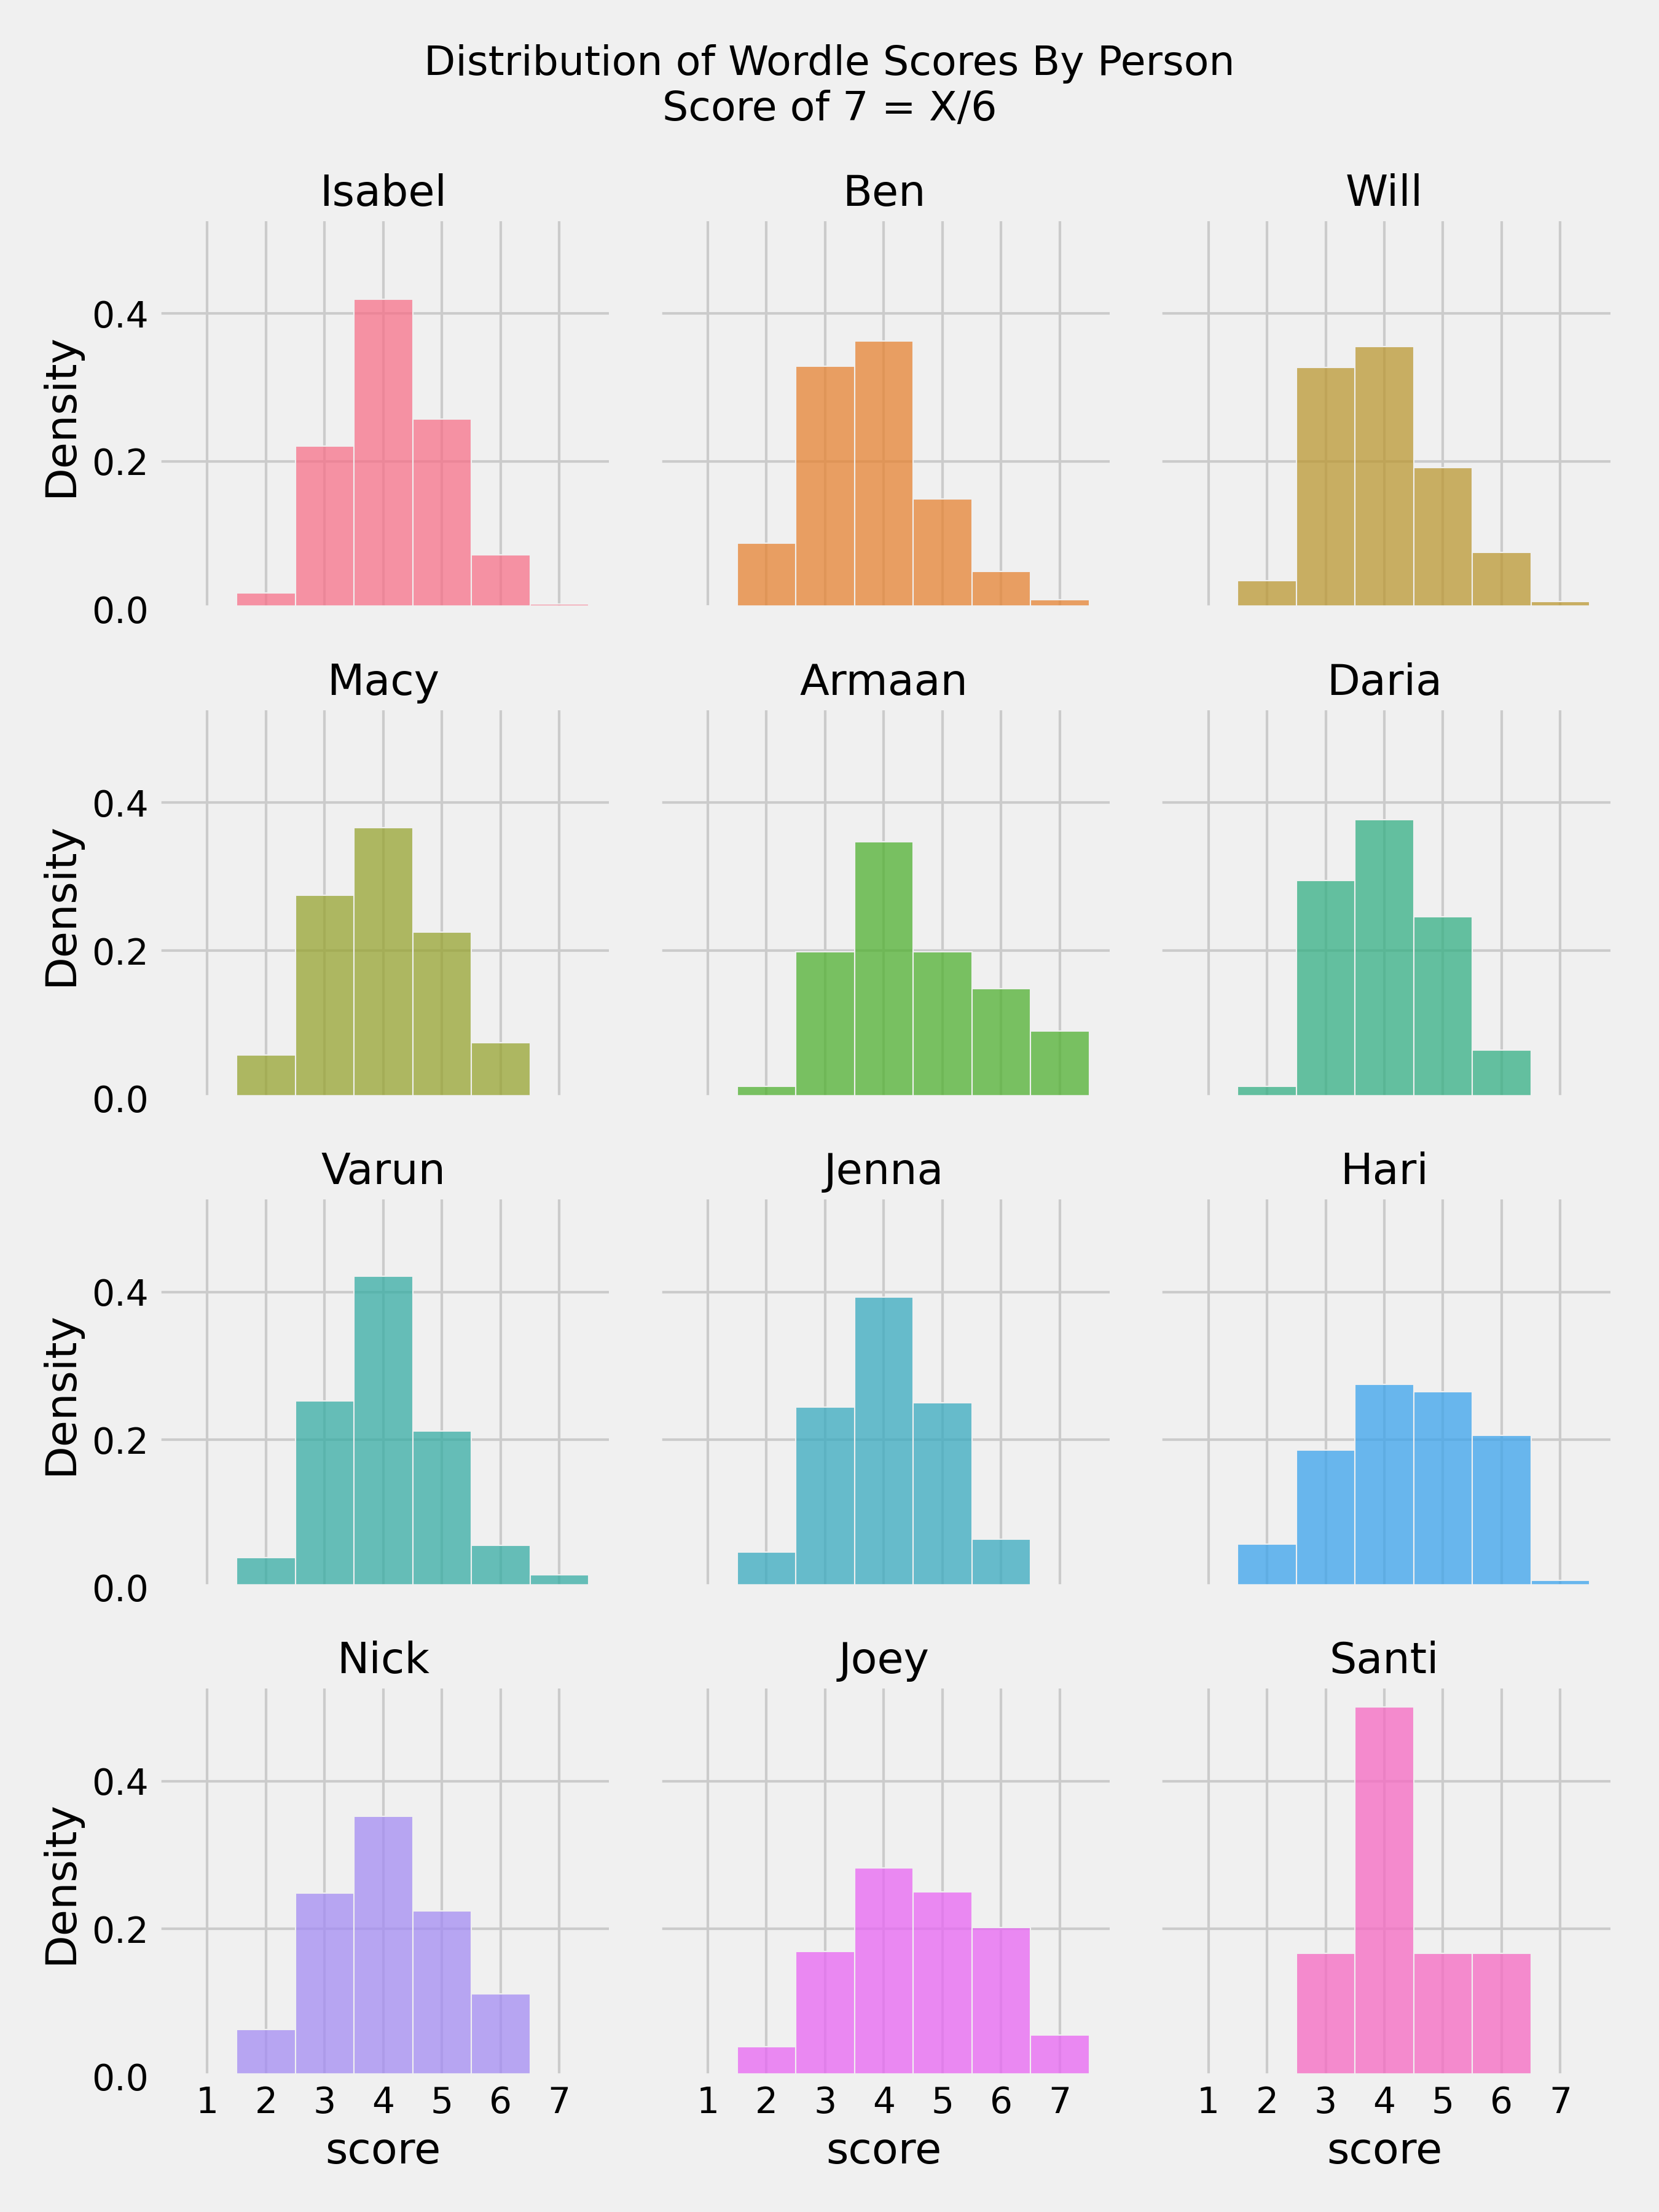 Distribution of Wordle Scores By Person
Score of 7 = X/6
Isabel
Ben
Will
Density
0.4
0.2
0.0
Macy
Armaan
Daria
Density
0.4
0.2
0.0
Varun
Jenna
Hari
Density
0.4
0.2
0.0
Nick
Joey
Santi
Density
0.4
0.2
0.0
1 2 3 4 5 6 7
score
1 2 3 4 5 6 7
score
1 2 3 4 5 6 7
score